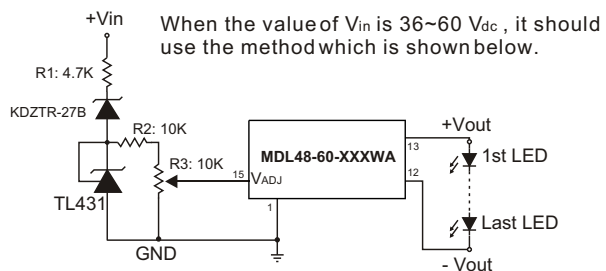 +Vin
When the value of Vin is 36~60 Vdc , it should
use the method which is shown below.
R1: 4.7K
KDZTR-27B
R2: 10K
R3: 10K
TL431
GND
15
VADJ
MDL48-60-XXXWA
1
13
12
+Vout
1st LED
Last LED
- Vout